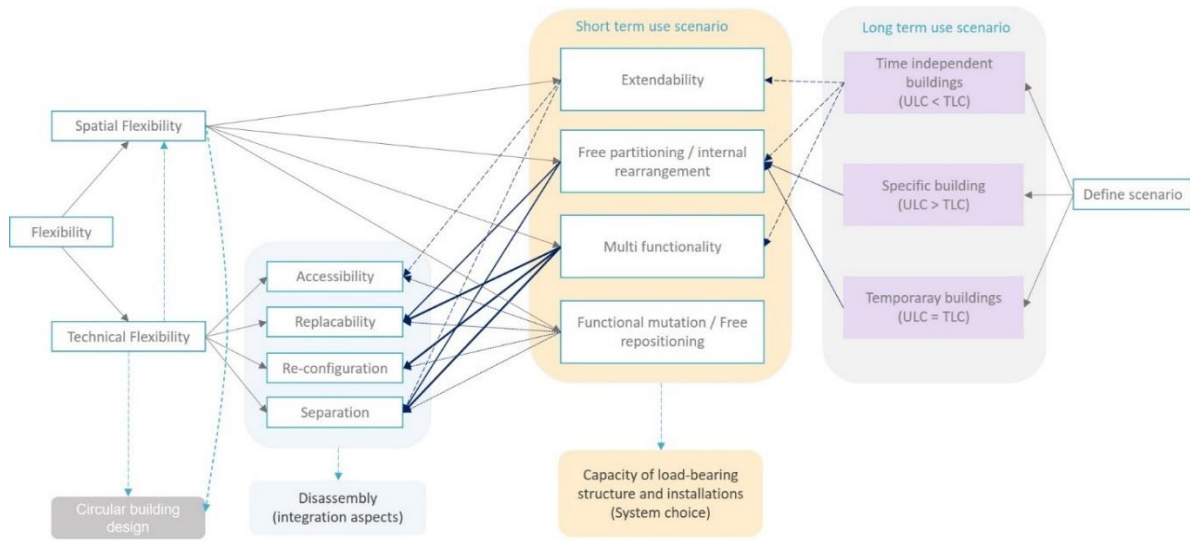 Short term use scenario
Long term use scenario
Extendability
Time independent
buildings
(ULC < TLC)
Spatial Flexibility
Free partitioning / internal
rearrangement
Specific building
(ULC > TLC)
Define scenario
Flexibility
Multi functionality
Accessibility
Temporaray buildings
(ULC = TLC)
Replacability
Technical Flexibility
Functional mutation / Free
repositioning
Re-configuration
Separation
Capacity of load-bearing
structure and installations
(System choice)
Disassembly
(integration aspects)
Circular building
design